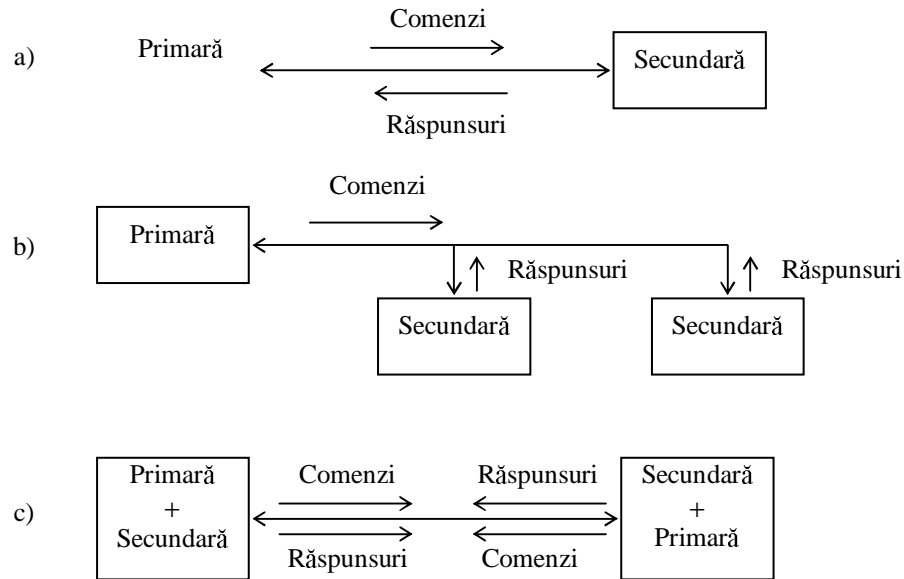 Comenzi
a) Primară Secundară
Răspunsuri
Comenzi
b) Primară
Răspunsuri Răspunsuri
Secundară Secundară
Primară Comenzi Răspunsuri Secundară
c) + +
Secundară Răspunsuri Comenzi Primară